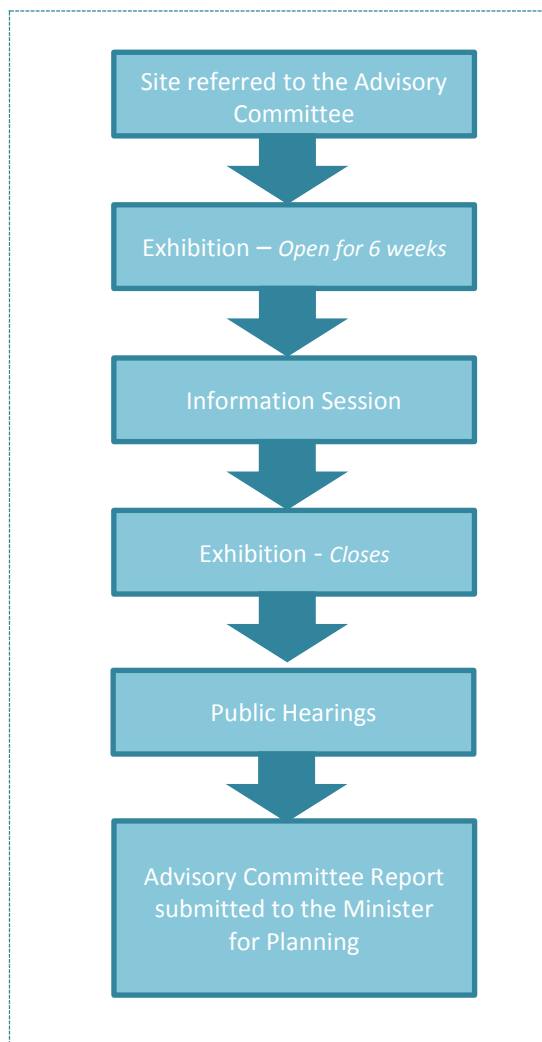 Site referred to the Advisory
Committee
Exhibition – Open for 6 weeks
Information Session
Exhibition - Closes
Public Hearings
Advisory Committee Report
submitted to the Minister
for Planning